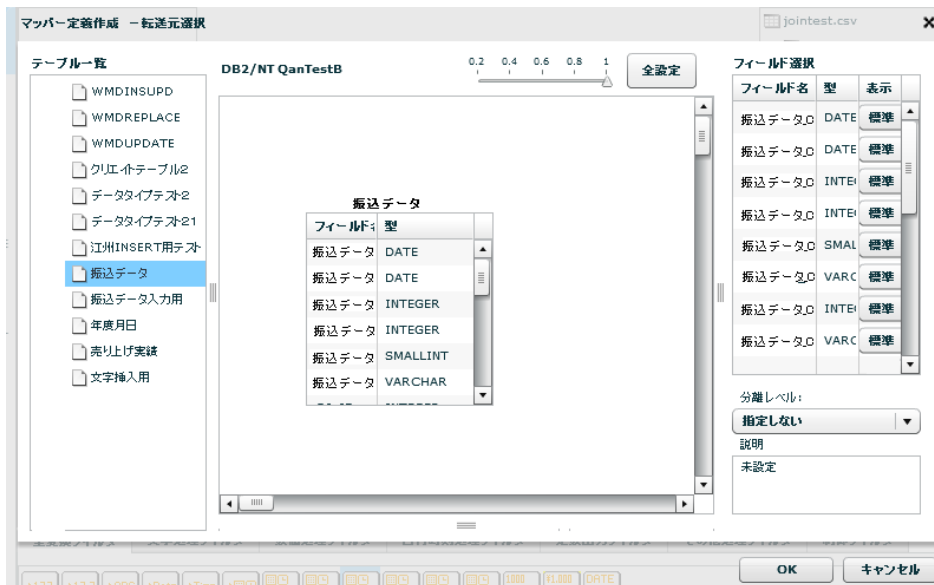 マッパー定義作成 －転送元選択
jointest.csv
テーブル一覧
WMDINSUPD
WMDREPLACE
WMDUPDATE
クリエイトテーブル2
データタイプテスト2
データタイプテスト21
江州INSERT用テスト
振込データ
振込データ入力用
年度月日
売り上げ実績
文字挿入用
DB2/NT QanTestB
0.2 0.4 0.6 0.8 1
全設定
振込データ
フィールド名 型
振込データ DATE
振込データ DATE
振込データ INTEGER
振込データ INTEGER
振込データ SMALLINT
振込データ VARCHAR
フィールド選択
フィールド名 型 表示
振込データ.C DATE 標準
振込データ.C DATE 標準
振込データ.C INTE 標準
振込データ.C INTE 標準
振込データ.C SMAL 標準
振込データ.C VARC 標準
振込データ.C INTE 標準
振込データ.C VARC 標準
分離レベル:
指定しない
説明
未設定
OK キャンセル